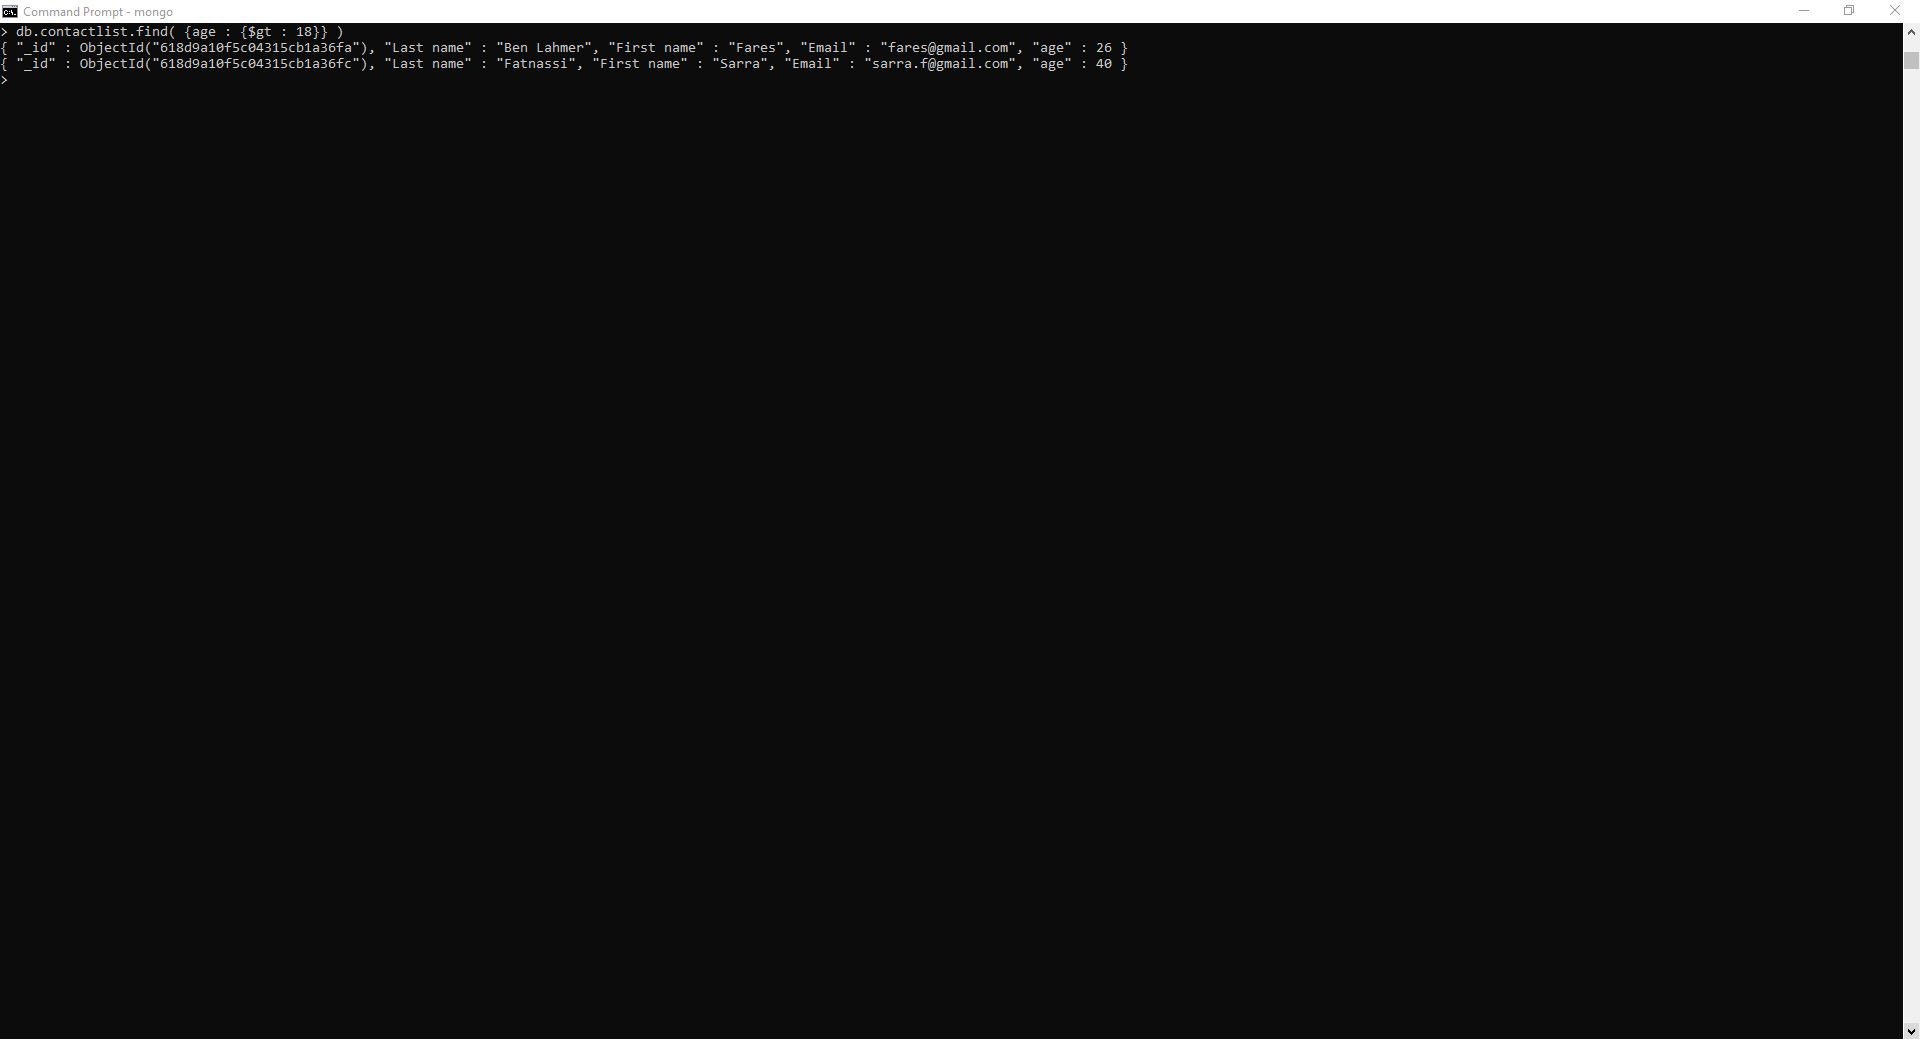 Command Prompt - mongo
> db.contactlist.find( {age : {$gt : 18}} )
{ "_id" : ObjectId("618d9a10f5c04315cb1a36fa"), "Last name" : "Ben Lahmer", "First name" : "Fares", "Email" : "fares@gmail.com", "age" : 26 }
{ "_id" : ObjectId("618d9a10f5c04315cb1a36fc"), "Last name" : "Fatnassi", "First name" : "Sarra", "Email" : "sarra.f@gmail.com", "age" : 40 }
>